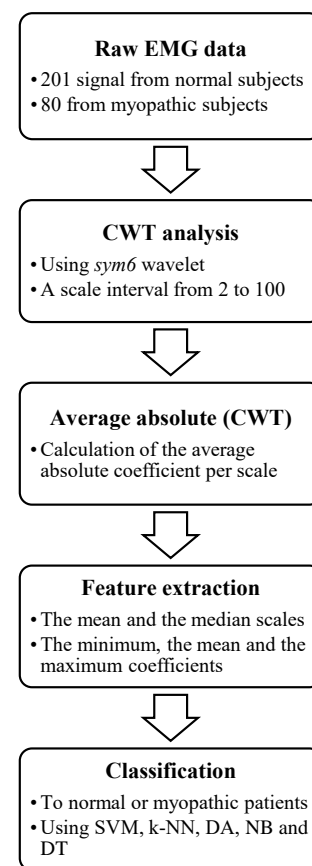 Raw EMG data
• 201 signal from normal subjects
• 80 from myopathic subjects
CWT analysis
• Using sym6 wavelet
• A scale interval from 2 to 100
Average absolute (CWT)
• Calculation of the average
absolute coefficient per scale
Feature extraction
• The mean and the median scales
• The minimum, the mean and the
maximum coefficients
Classification
• To normal or myopathic patients
• Using SVM, k-NN, DA, NB and
DT